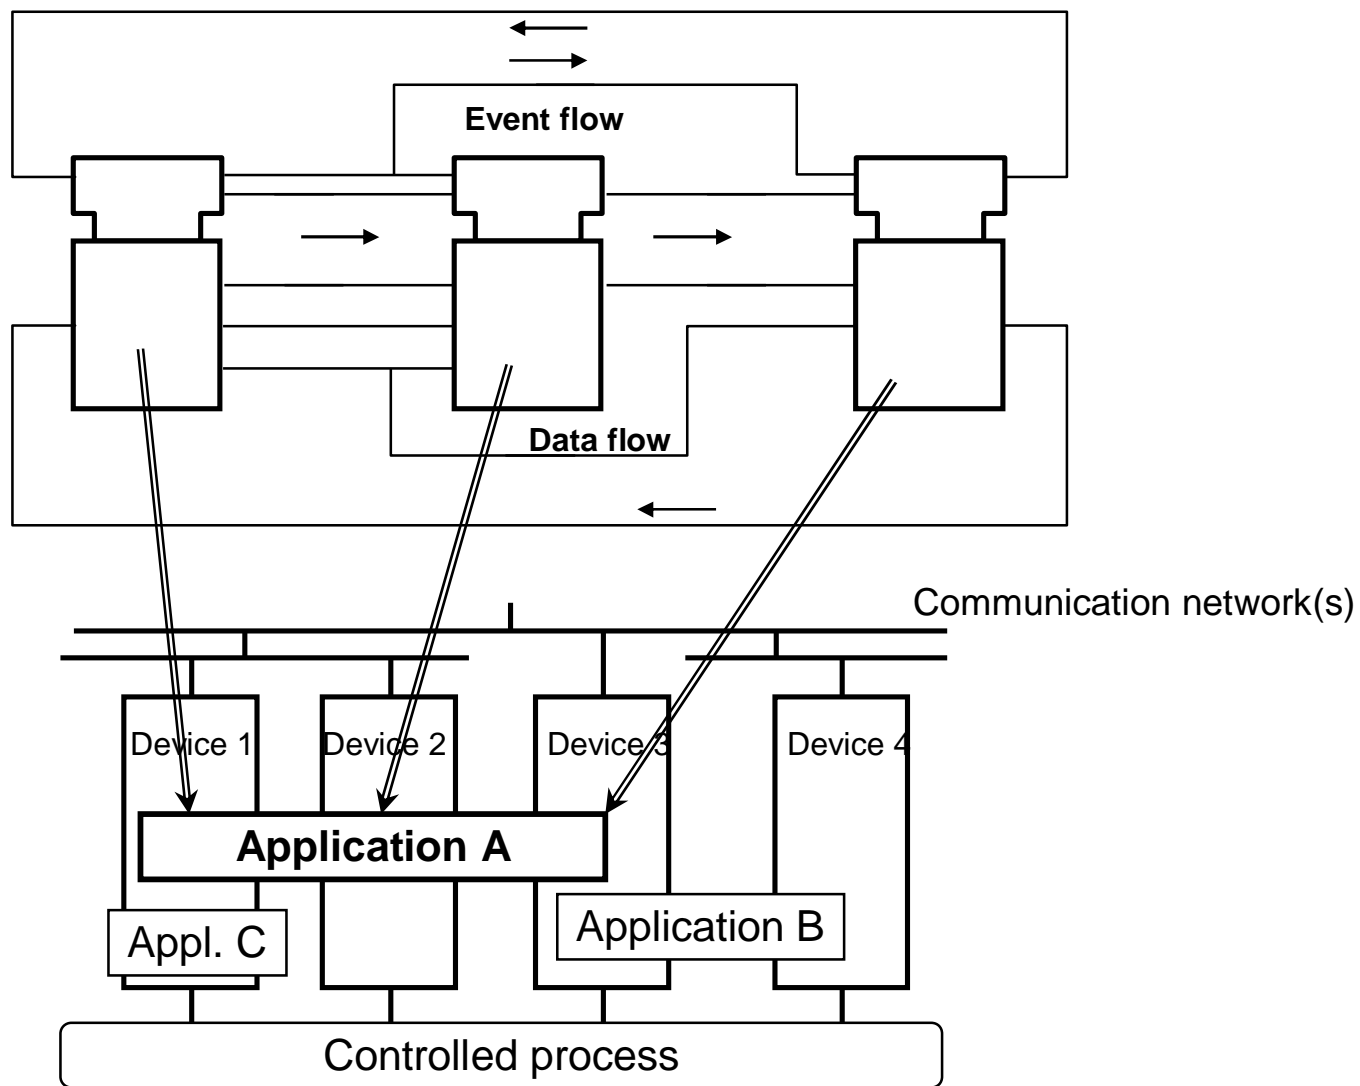 Event flow
Data flow
Communication network(s)
Device 1
Device 2
Device 3
Device 4
Application A
Appl. C
Application B
Controlled process